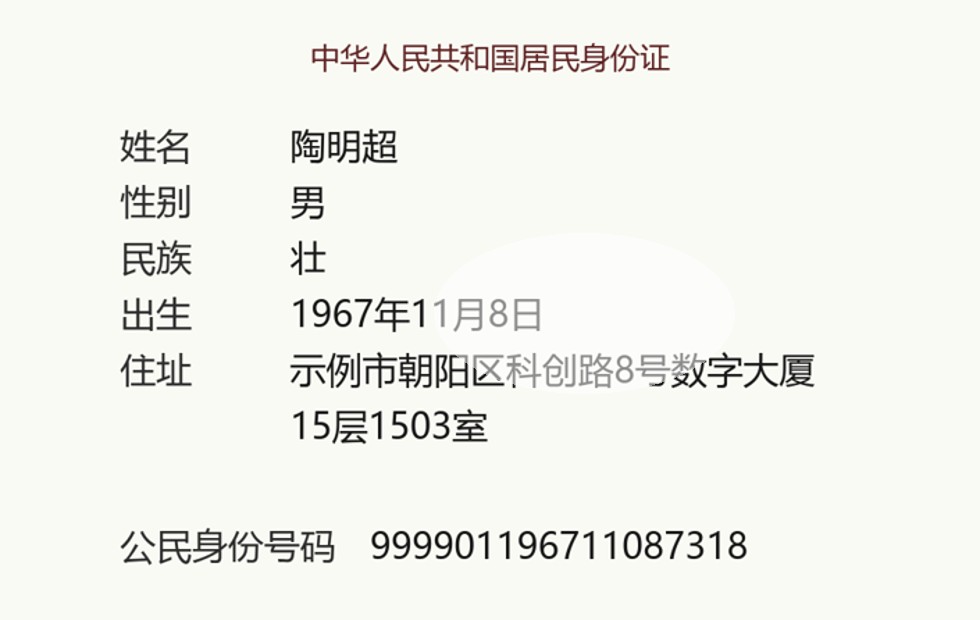 中华人民共和国居民身份证
姓名 陶明超
性别 男
民族 壮
出生 1967年11月8日
住址 示例市朝阳区科创路8号数字大厦
15层1503室
公民身份号码 999901196711087318